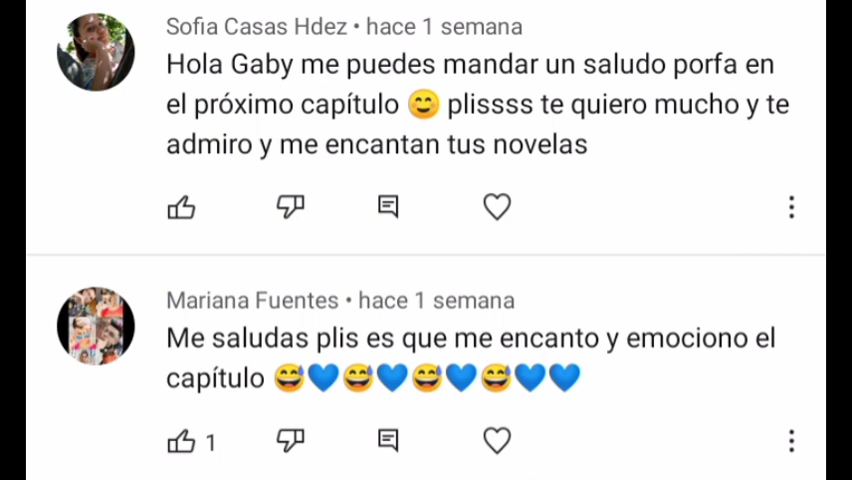 Sofia Casas Hdez • hace 1 semana
Hola Gaby me puedes mandar un saludo porfa en
el próximo capítulo 😊 plissss te quiero mucho y te
admiro y me encantan tus novelas
Mariana Fuentes • hace 1 semana
Me saludas plis es que me encanto y emociono el
capítulo 😅💙😅💙😅💙😅💙💙
1